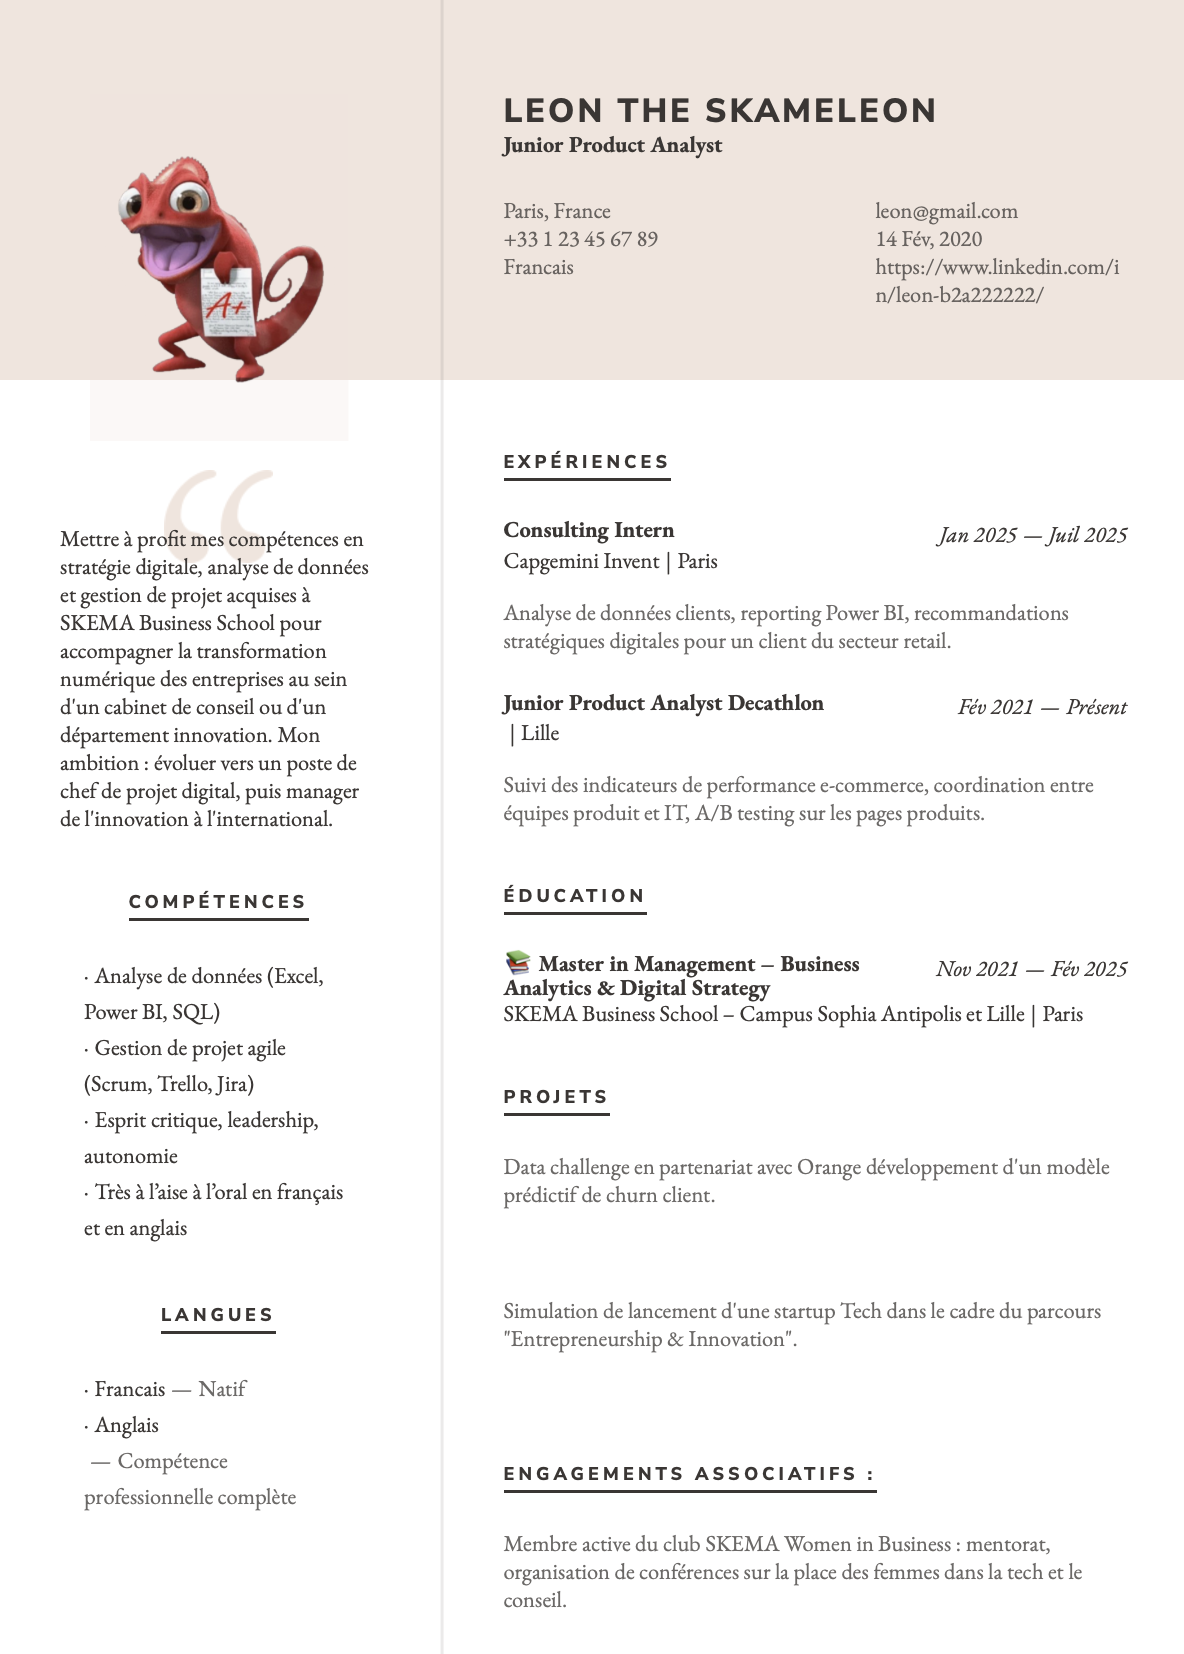 LEON THE SKAMELEON
Junior Product Analyst
Paris, France
+33 1 23 45 67 89
Francais
leon@gmail.com
14 Fév, 2020
https://www.linkedin.com/i
n/leon-b2a222222/
A+
“
Mettre à profit mes compétences en
stratégie digitale, analyse de données
et gestion de projet acquises à
SKEMA Business School pour
accompagner la transformation
numérique des entreprises au sein
d'un cabinet de conseil ou d'un
département innovation. Mon
ambition : évoluer vers un poste de
chef de projet digital, puis manager
de l'innovation à l'international.
COMPÉTENCES
· Analyse de données (Excel,
Power BI, SQL)
· Gestion de projet agile
(Scrum, Trello, Jira)
· Esprit critique, leadership,
autonomie
· Très à l’aise à l’oral en français
et en anglais
LANGUES
· Francais — Natif
· Anglais
— Compétence
professionnelle complète
EXPÉRIENCES
Consulting Intern
Jan 2025 — Juil 2025
Capgemini Invent | Paris
Analyse de données clients, reporting Power BI, recommandations
stratégiques digitales pour un client du secteur retail.
Junior Product Analyst Decathlon
Fév 2021 — Présent
| Lille
Suivi des indicateurs de performance e-commerce, coordination entre
équipes produit et IT, A/B testing sur les pages produits.
ÉDUCATION
📚 Master in Management – Business
Analytics & Digital Strategy
Nov 2021 — Fév 2025
SKEMA Business School – Campus Sophia Antipolis et Lille | Paris
PROJETS
Data challenge en partenariat avec Orange développement d'un modèle
prédictif de churn client.
Simulation de lancement d'une startup Tech dans le cadre du parcours
"Entrepreneurship & Innovation".
ENGAGEMENTS ASSOCIATIFS :
Membre active du club SKEMA Women in Business : mentorat,
organisation de conférences sur la place des femmes dans la tech et le
conseil.